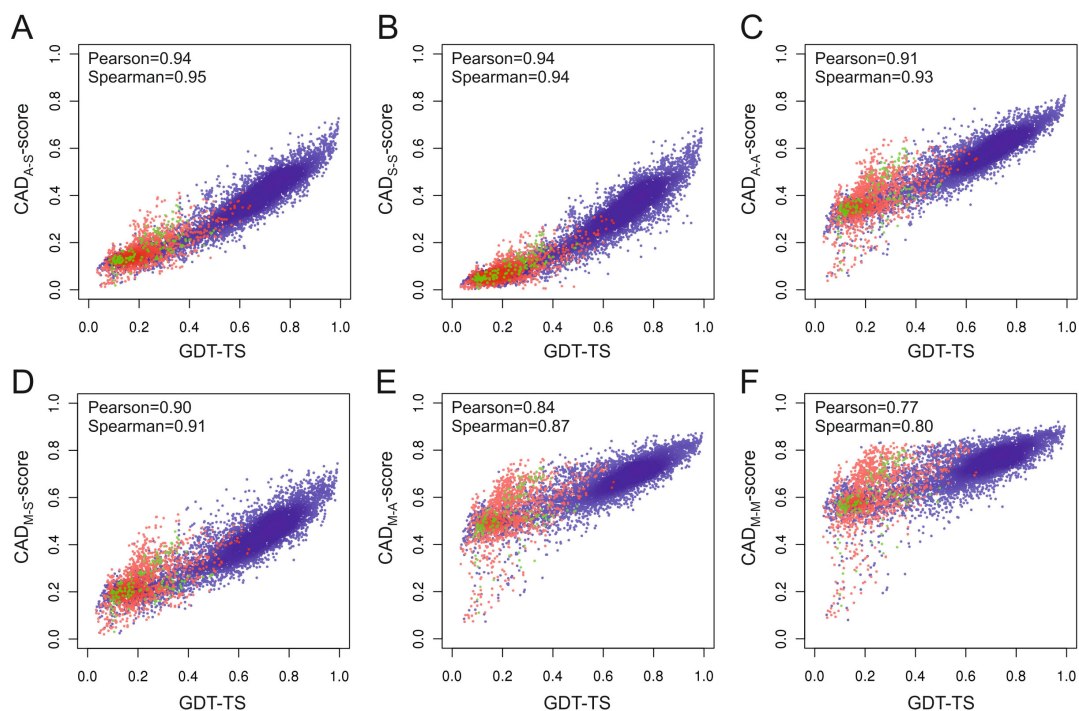 A
Pearson=0.94
Spearman=0.95
CAD_A-S-score
0.0 0.2 0.4 0.6 0.8 1.0
0.0 0.2 0.4 0.6 0.8 1.0
GDT-TS
B
Pearson=0.94
Spearman=0.94
CAD_S-S-score
0.0 0.2 0.4 0.6 0.8 1.0
0.0 0.2 0.4 0.6 0.8 1.0
GDT-TS
C
Pearson=0.91
Spearman=0.93
CAD_A-A-score
0.0 0.2 0.4 0.6 0.8 1.0
0.0 0.2 0.4 0.6 0.8 1.0
GDT-TS
D
Pearson=0.90
Spearman=0.91
CAD_M-S-score
0.0 0.2 0.4 0.6 0.8 1.0
0.0 0.2 0.4 0.6 0.8 1.0
GDT-TS
E
Pearson=0.84
Spearman=0.87
CAD_M-A-score
0.0 0.2 0.4 0.6 0.8 1.0
0.0 0.2 0.4 0.6 0.8 1.0
GDT-TS
F
Pearson=0.77
Spearman=0.80
CAD_M-M-score
0.0 0.2 0.4 0.6 0.8 1.0
0.0 0.2 0.4 0.6 0.8 1.0
GDT-TS